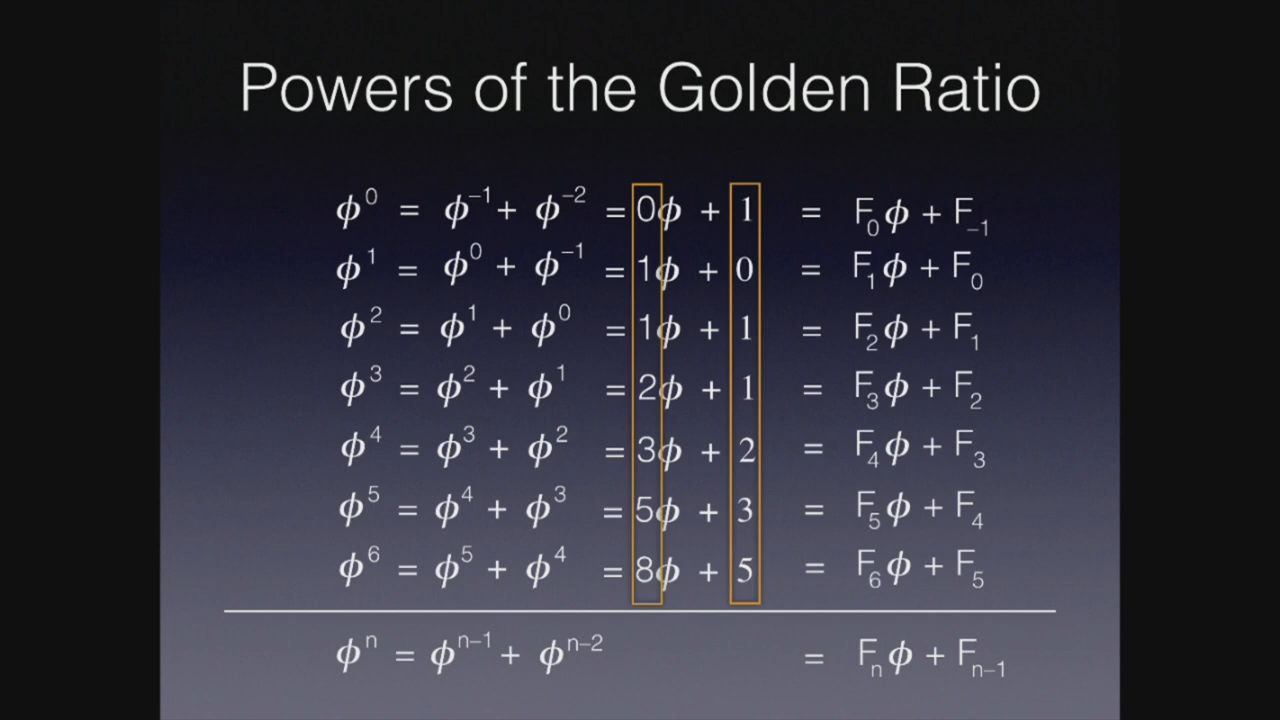 Powers of the Golden Ratio
ϕ⁰ = ϕ⁻¹ + ϕ⁻² = 0ϕ + 1 = F₀ϕ + F₋₁
ϕ¹ = ϕ⁰ + ϕ⁻¹ = 1ϕ + 0 = F₁ϕ + F₀
ϕ² = ϕ¹ + ϕ⁰ = 1ϕ + 1 = F₂ϕ + F₁
ϕ³ = ϕ² + ϕ¹ = 2ϕ + 1 = F₃ϕ + F₂
ϕ⁴ = ϕ³ + ϕ² = 3ϕ + 2 = F₄ϕ + F₃
ϕ⁵ = ϕ⁴ + ϕ³ = 5ϕ + 3 = F₅ϕ + F₄
ϕ⁶ = ϕ⁵ + ϕ⁴ = 8ϕ + 5 = F₆ϕ + F₅
ϕⁿ = ϕⁿ⁻¹ + ϕⁿ⁻² = Fₙϕ + Fₙ₋₁